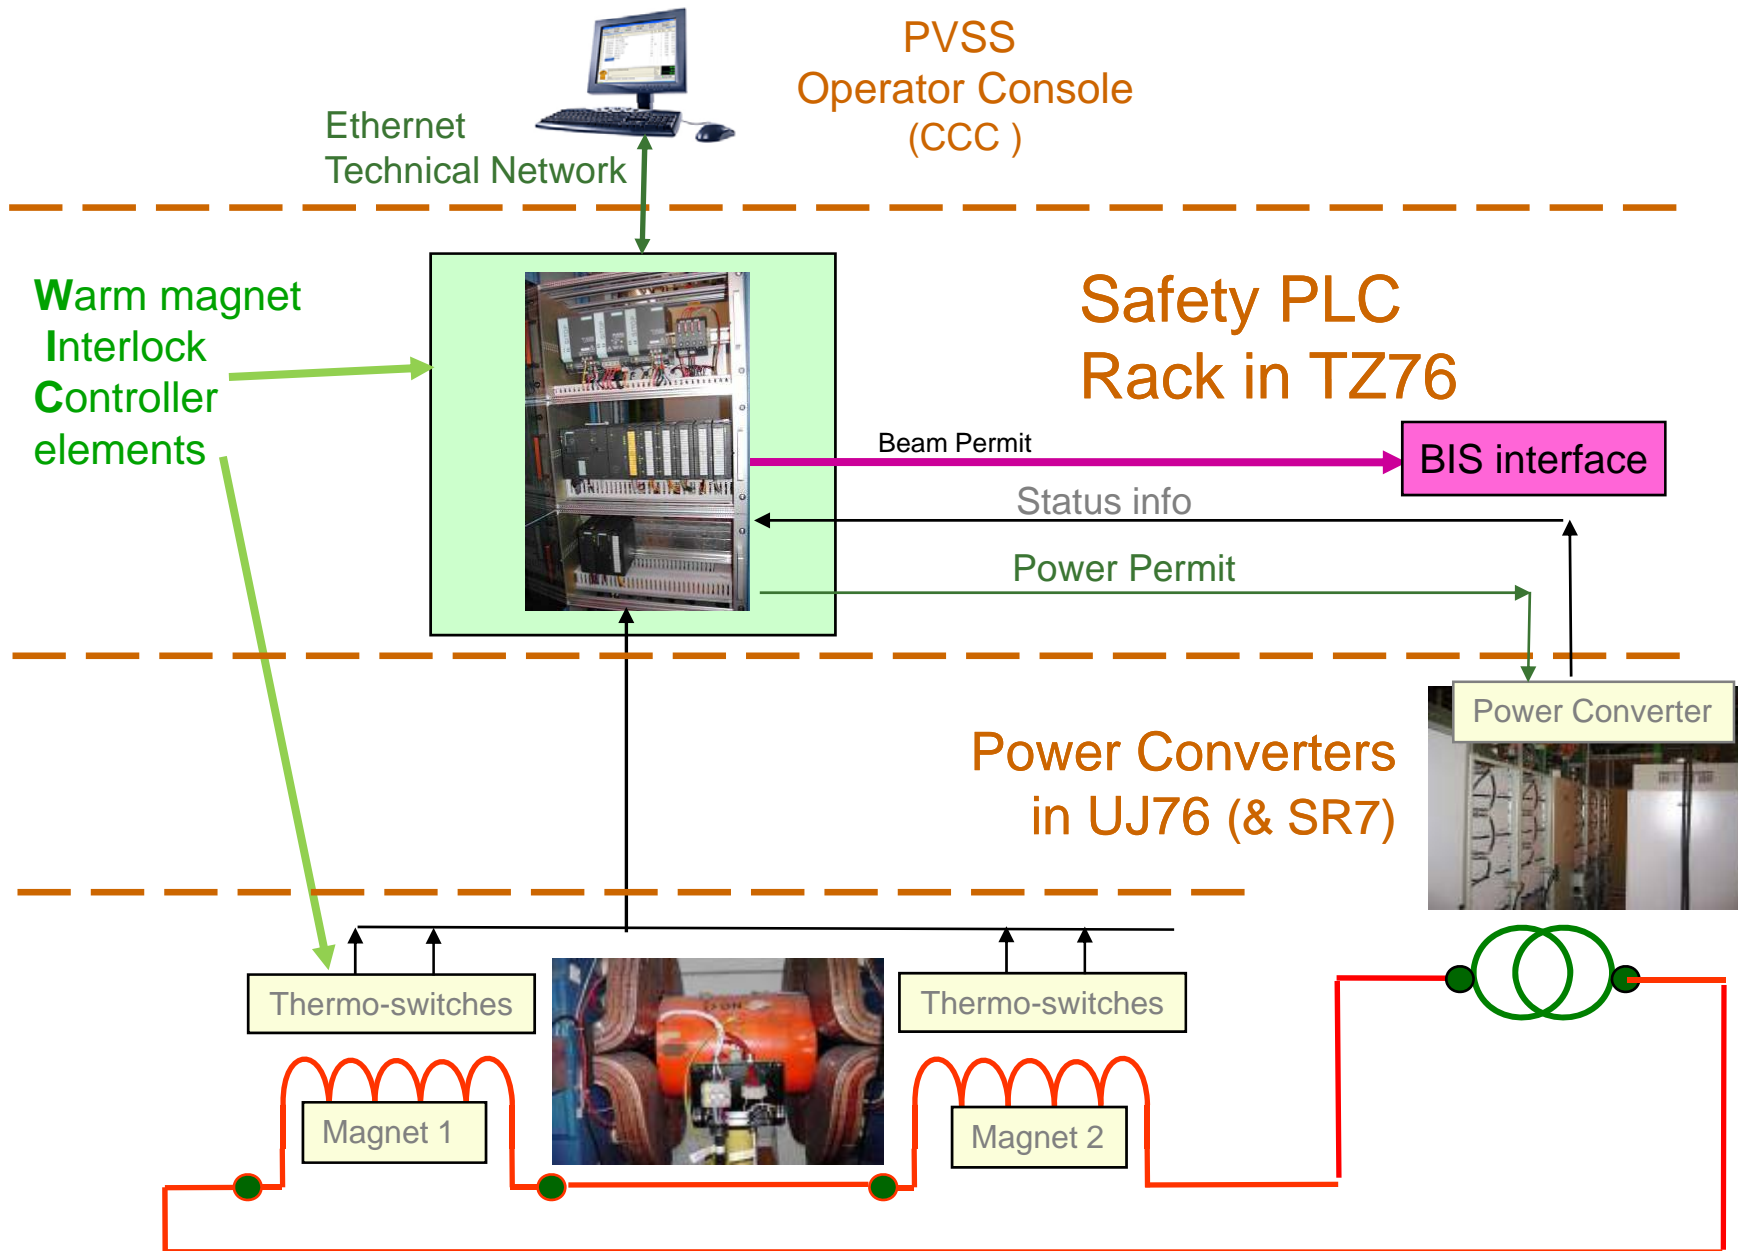 PVSS
Operator Console
(CCC )
Ethernet
Technical Network
Warm magnet
Interlock
Controller
elements
Safety PLC
Rack in TZ76
Beam Permit
BIS interface
Status info
Power Permit
Power Converter
Power Converters
in UJ76 (& SR7)
Thermo-switches
Thermo-switches
Magnet 1
Magnet 2